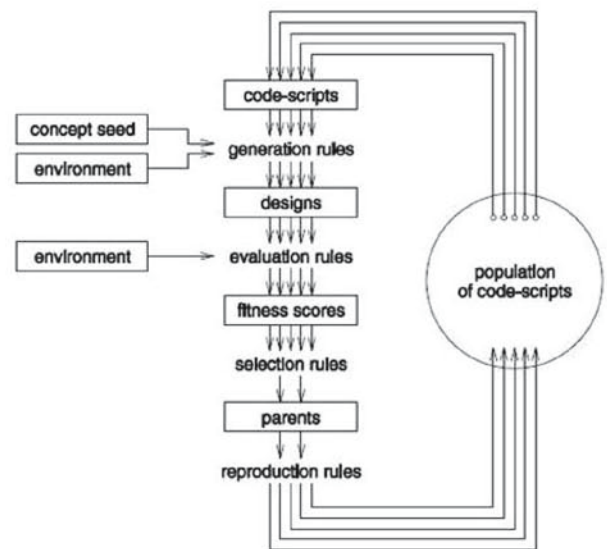 code-scripts
concept seed
generation rules
environment
designs
environment
evaluation rules
population
of code-scripts
fitness scores
selection rules
parents
reproduction rules